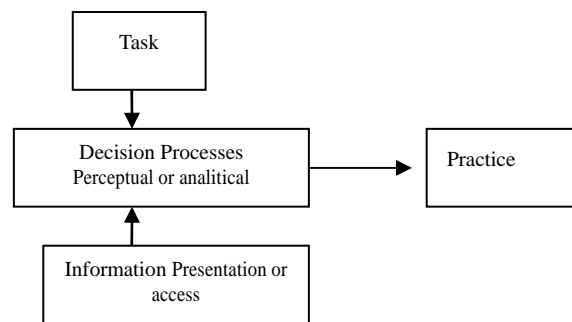 Task
Decision Processes
Perceptual or analitical
Practice
Information Presentation or
access